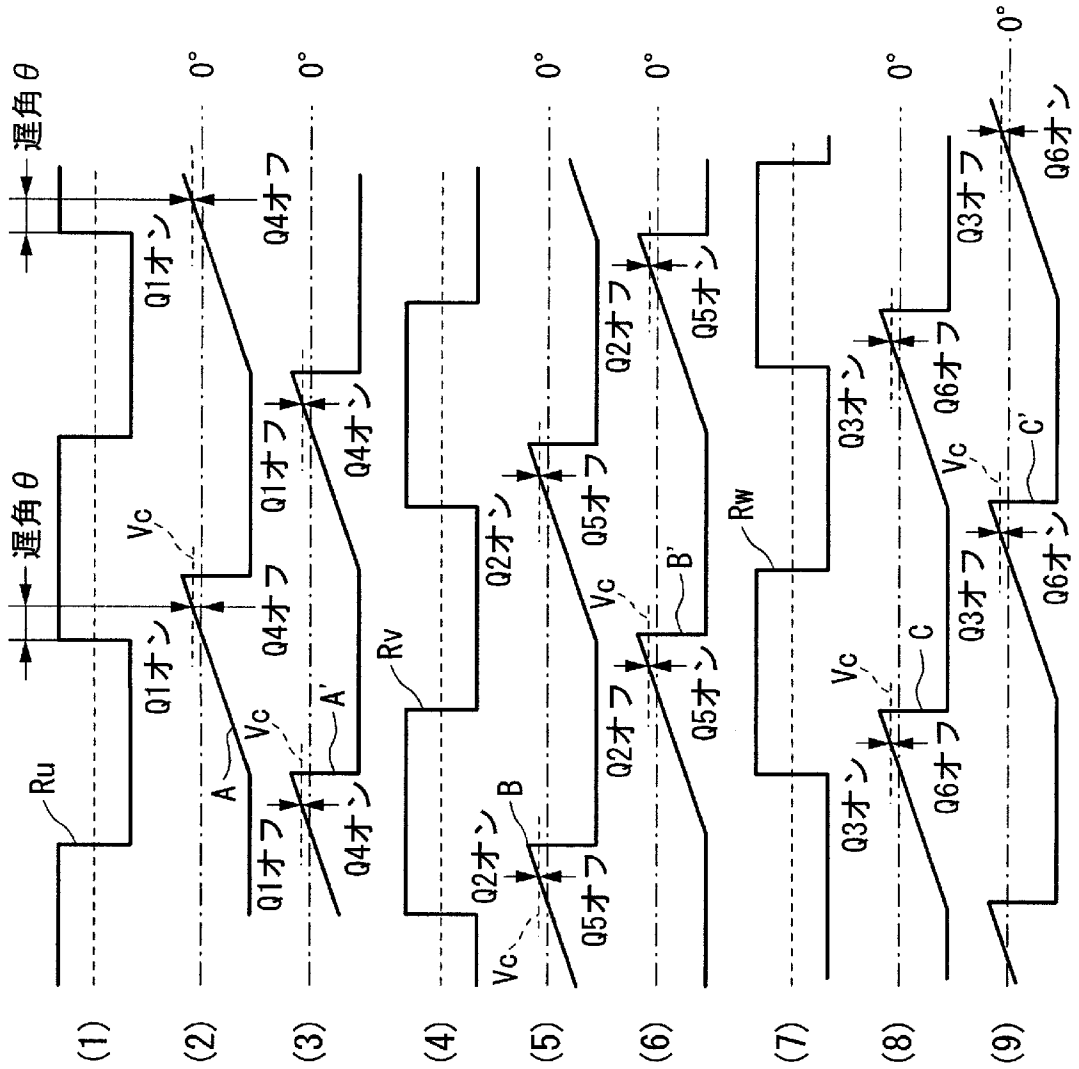 遅角θ
遅角θ
(1)
Ru
Q1オン
Vc
Q1オン
(2)
A
0°
Q4オフ
Q4オフ
Q1オフ
Vc
Q1オフ
(3)
A'
0°
Q4オン
Q4オン
(4)
Rv
Q2オン
Q2オン
Vc
B
(5)
0°
Q5オフ
Q5オフ
Q2オフ
Vc
Q2オフ
(6)
B'
0°
Q5オン
Q5オン
(7)
Rw
Q3オン
Vc
Q3オン
(8)
C
0°
Q6オフ
Q6オフ
Q3オフ
Vc
Q3オフ
(9)
C'
0°
Q6オン
Q6オン